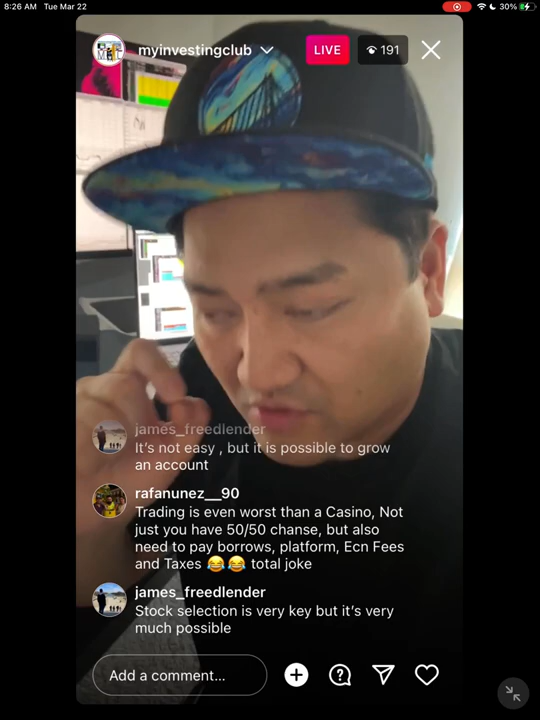 8:26 AM Tue Mar 22
30%
myinvestingclub
LIVE
191
james_freedlender
It's not easy , but it is possible to grow
an account
rafanunez__90
Trading is even worst than a Casino, Not
just you have 50/50 chanse, but also
need to pay borrows, platform, Ecn Fees
and Taxes 😂😂 total joke
james_freedlender
Stock selection is very key but it's very
much possible
Add a comment...